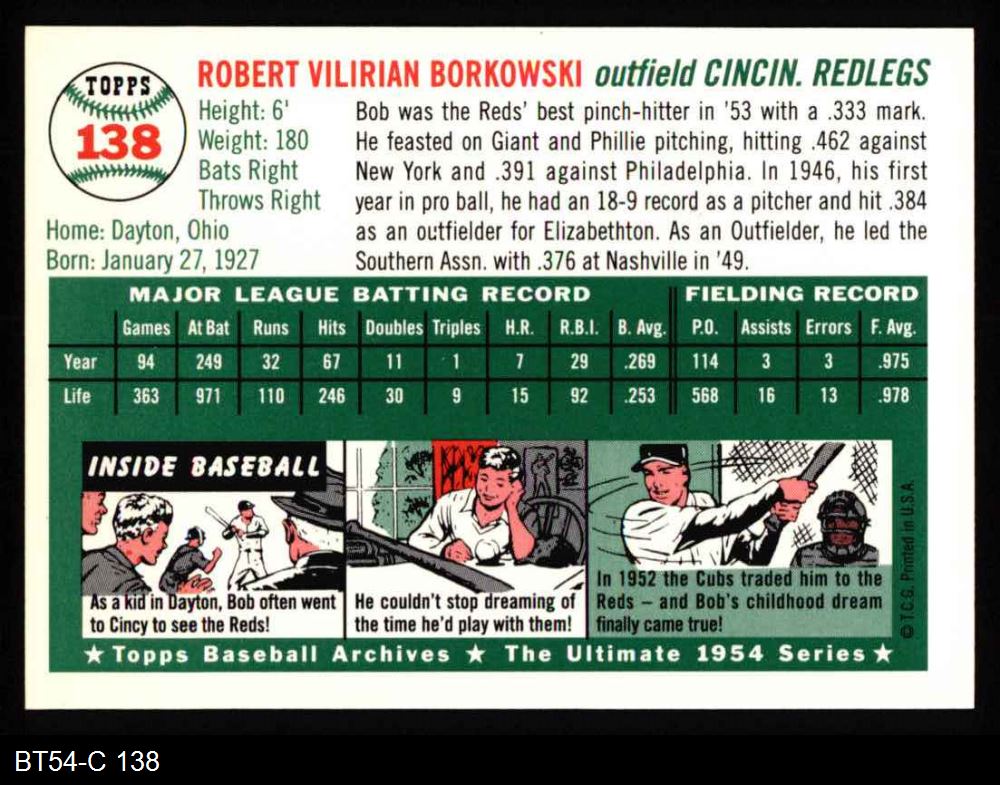 TOPPS
138
ROBERT VILIRIAN BORKOWSKI outfield CINCIN. REDLEGS
Height: 6'
Weight: 180
Bats Right
Throws Right
Home: Dayton, Ohio
Born: January 27, 1927
Bob was the Reds' best pinch-hitter in '53 with a .333 mark.
He feasted on Giant and Phillie pitching, hitting .462 against
New York and .391 against Philadelphia. In 1946, his first
year in pro ball, he had an 18-9 record as a pitcher and hit .384
as an outfielder for Elizabethton. As an Outfielder, he led the
Southern Assn. with .376 at Nashville in '49.
MAJOR LEAGUE BATTING RECORD FIELDING RECORD
Games At Bat Runs Hits Doubles Triples H.R. R.B.I. B. Avg. P.O. Assists Errors F. Avg.
Year 94 249 32 67 11 1 7 29 .269 114 3 3 .975
Life 363 971 110 246 30 9 15 92 .253 568 16 13 .978
INSIDE BASEBALL
As a kid in Dayton, Bob often went
to Cincy to see the Reds!
He couldn't stop dreaming of
the time he'd play with them!
In 1952 the Cubs traded him to the
Reds – and Bob's childhood dream
finally came true!
© T.C.G. Printed in U.S.A.
★ Topps Baseball Archives ★ The Ultimate 1954 Series ★
BT54-C 138